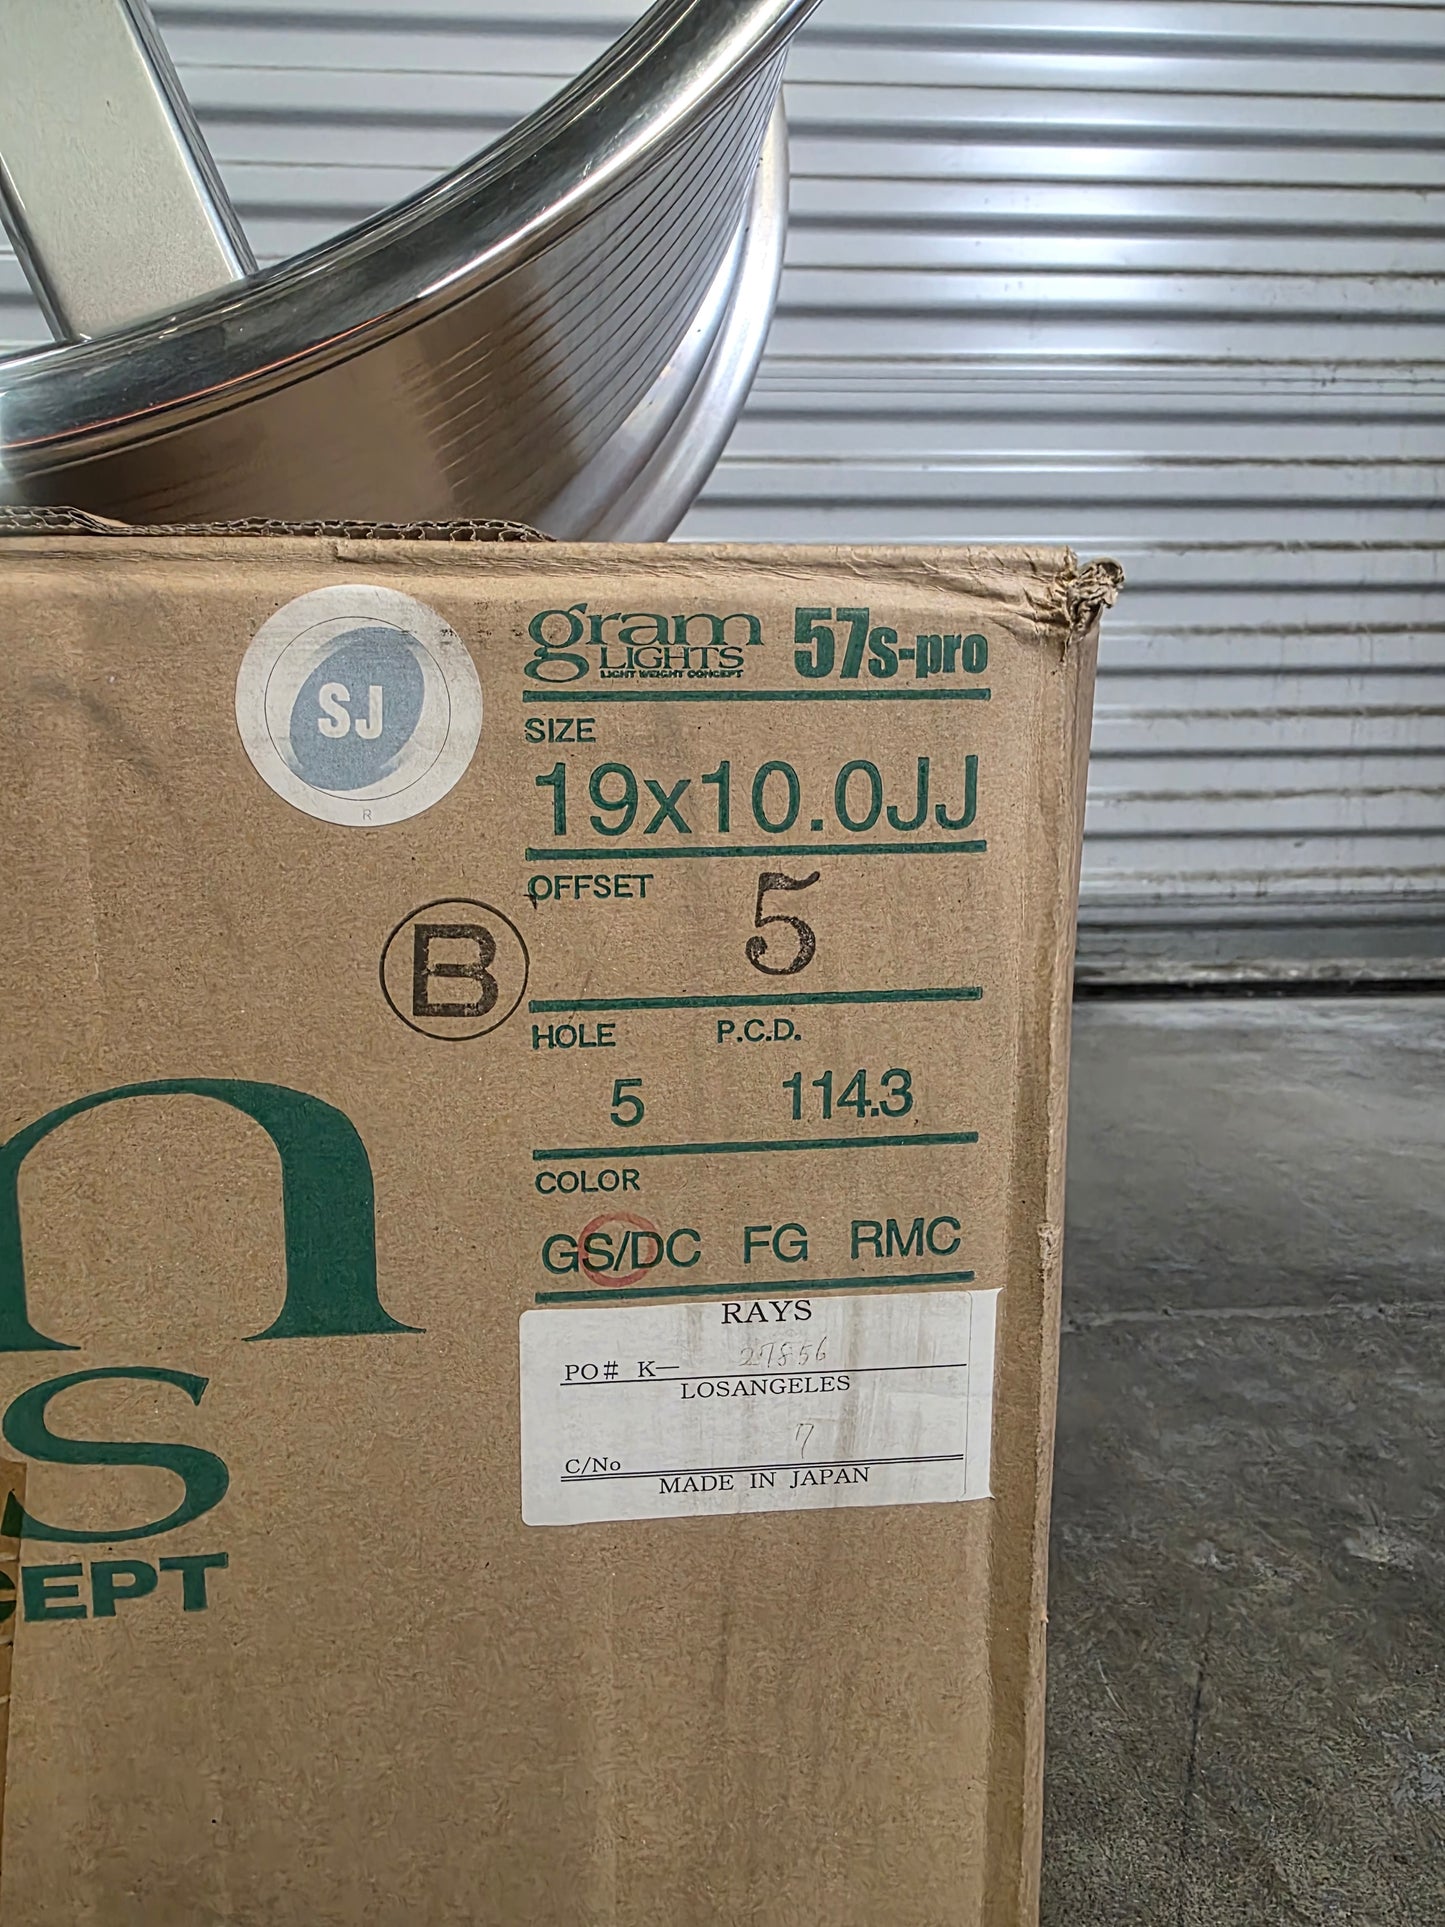 SJ
R
gram LIGHTS 57s-pro
LIGHT WEIGHT CONCEPT
SIZE
19x10.0JJ
OFFSET 5
B
HOLE P.C.D.
5 114.3
COLOR
GS/DC FG RMC
RAYS
PO# K— 27856
LOSANGELES
7
C/No
MADE IN JAPAN
m
S
CEPT